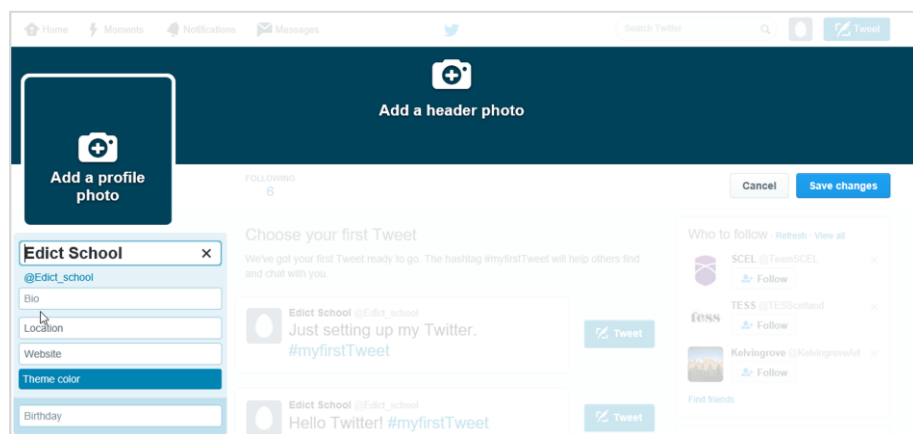 Home Moments Notifications Messages Search Twitter Tweet
Add a header photo
Add a profile
photo
FOLLOWING
6
Cancel Save changes
Edict School
@Edict_school
Bio
Location
Website
Theme color
Birthday
Choose your first Tweet
We've got your first Tweet ready to go. The hashtag #myfirstTweet will help others find
and chat with you.
Edict School @Edict_school
Just setting up my Twitter.
#myfirstTweet
Tweet
Edict School @Edict_school
Hello Twitter! #myfirstTweet
Tweet
Who to follow · Refresh · View all
SCEL @TeamSCEL
Follow
tess
TESS @TESScotland
Follow
Kelvingrove @KelvingroveArt
Follow
Find friends